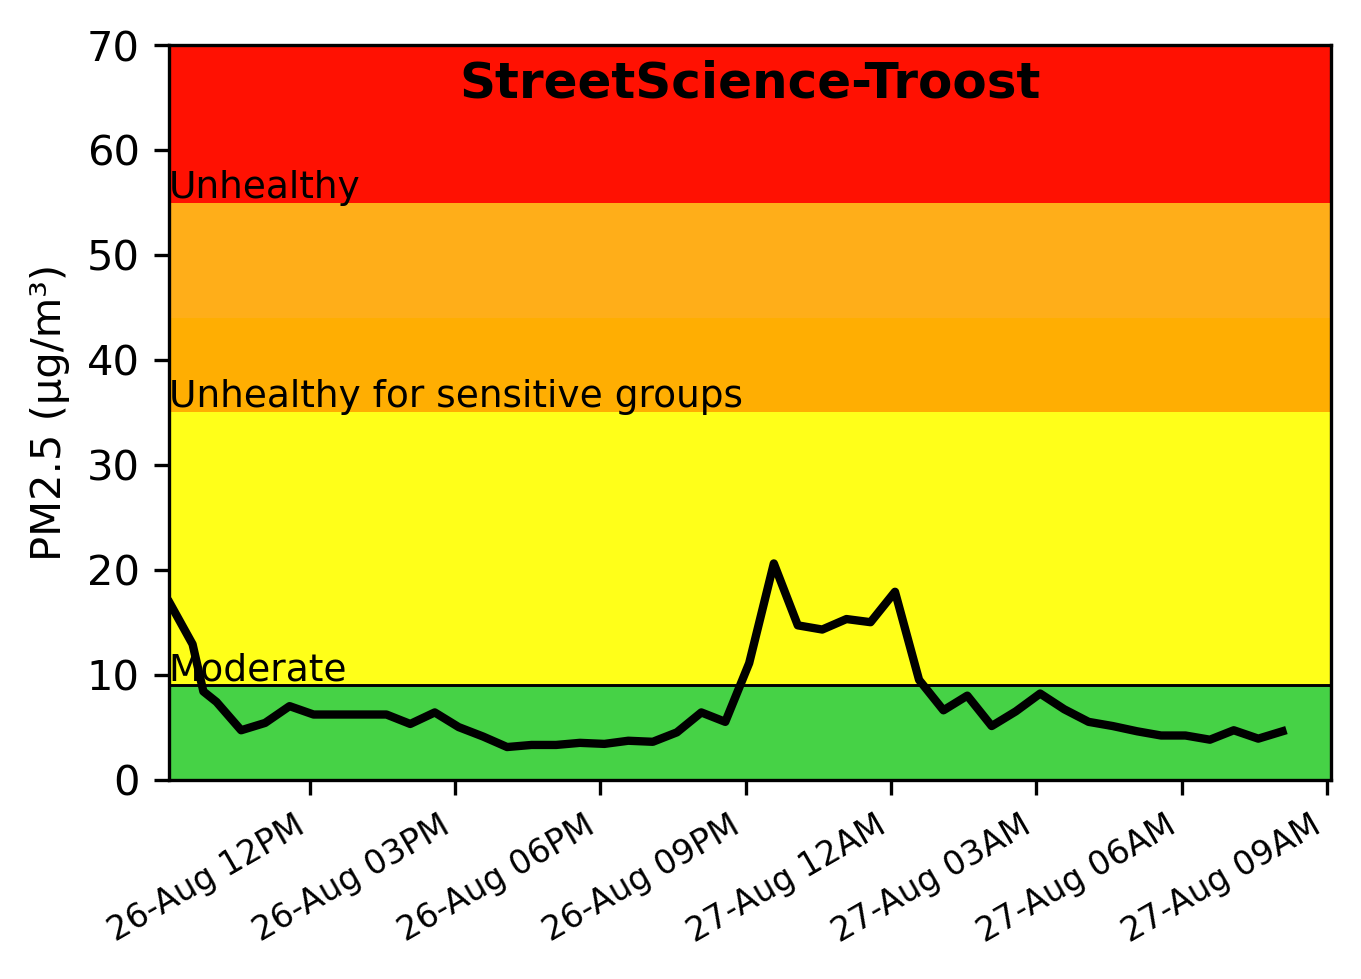 StreetScience-Troost
PM2.5 (µg/m³)
70
60
Unhealthy
50
40
Unhealthy for sensitive groups
30
20
10
Moderate
0
26-Aug 12PM
26-Aug 03PM
26-Aug 06PM
26-Aug 09PM
27-Aug 12AM
27-Aug 03AM
27-Aug 06AM
27-Aug 09AM